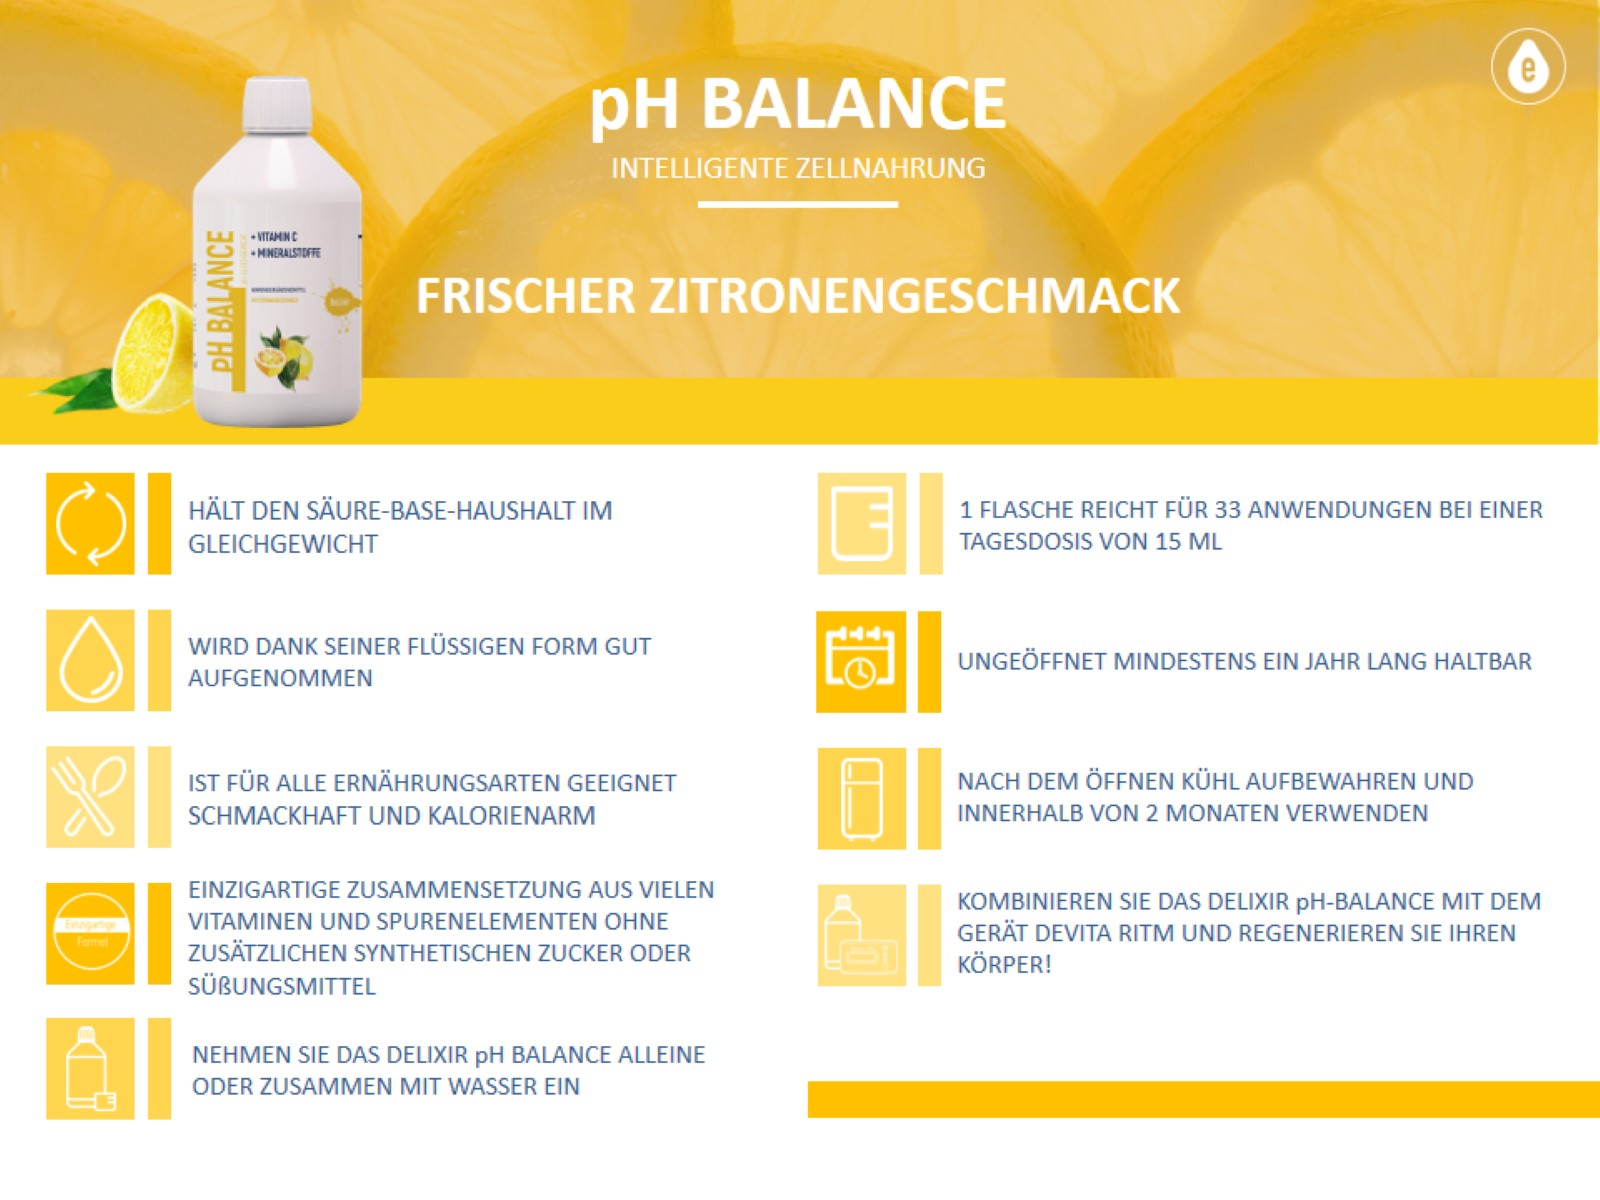 e
pH BALANCE
INTELLIGENTE ZELLNAHRUNG
FRISCHER ZITRONENGESCHMACK
pH BALANCE
+ VITAMIN C
+ MINERALSTOFFE
HÄLT DEN SÄURE-BASE-HAUSHALT IM
GLEICHGEWICHT
WIRD DANK SEINER FLÜSSIGEN FORM GUT
AUFGENOMMEN
IST FÜR ALLE ERNÄHRUNGSARTEN GEEIGNET
SCHMACKHAFT UND KALORIENARM
Einzigartige
Formel
EINZIGARTIGE ZUSAMMENSETZUNG AUS VIELEN
VITAMINEN UND SPURENELEMENTEN OHNE
ZUSÄTZLICHEN SYNTHETISCHEN ZUCKER ODER
SÜßUNGSMITTEL
NEHMEN SIE DAS DELIXIR pH BALANCE ALLEINE
ODER ZUSAMMEN MIT WASSER EIN
1 FLASCHE REICHT FÜR 33 ANWENDUNGEN BEI EINER
TAGESDOSIS VON 15 ML
UNGEÖFFNET MINDESTENS EIN JAHR LANG HALTBAR
NACH DEM ÖFFNEN KÜHL AUFBEWAHREN UND
INNERHALB VON 2 MONATEN VERWENDEN
KOMBINIEREN SIE DAS DELIXIR pH-BALANCE MIT DEM
GERÄT DEVITA RITM UND REGENERIEREN SIE IHREN
KÖRPER!